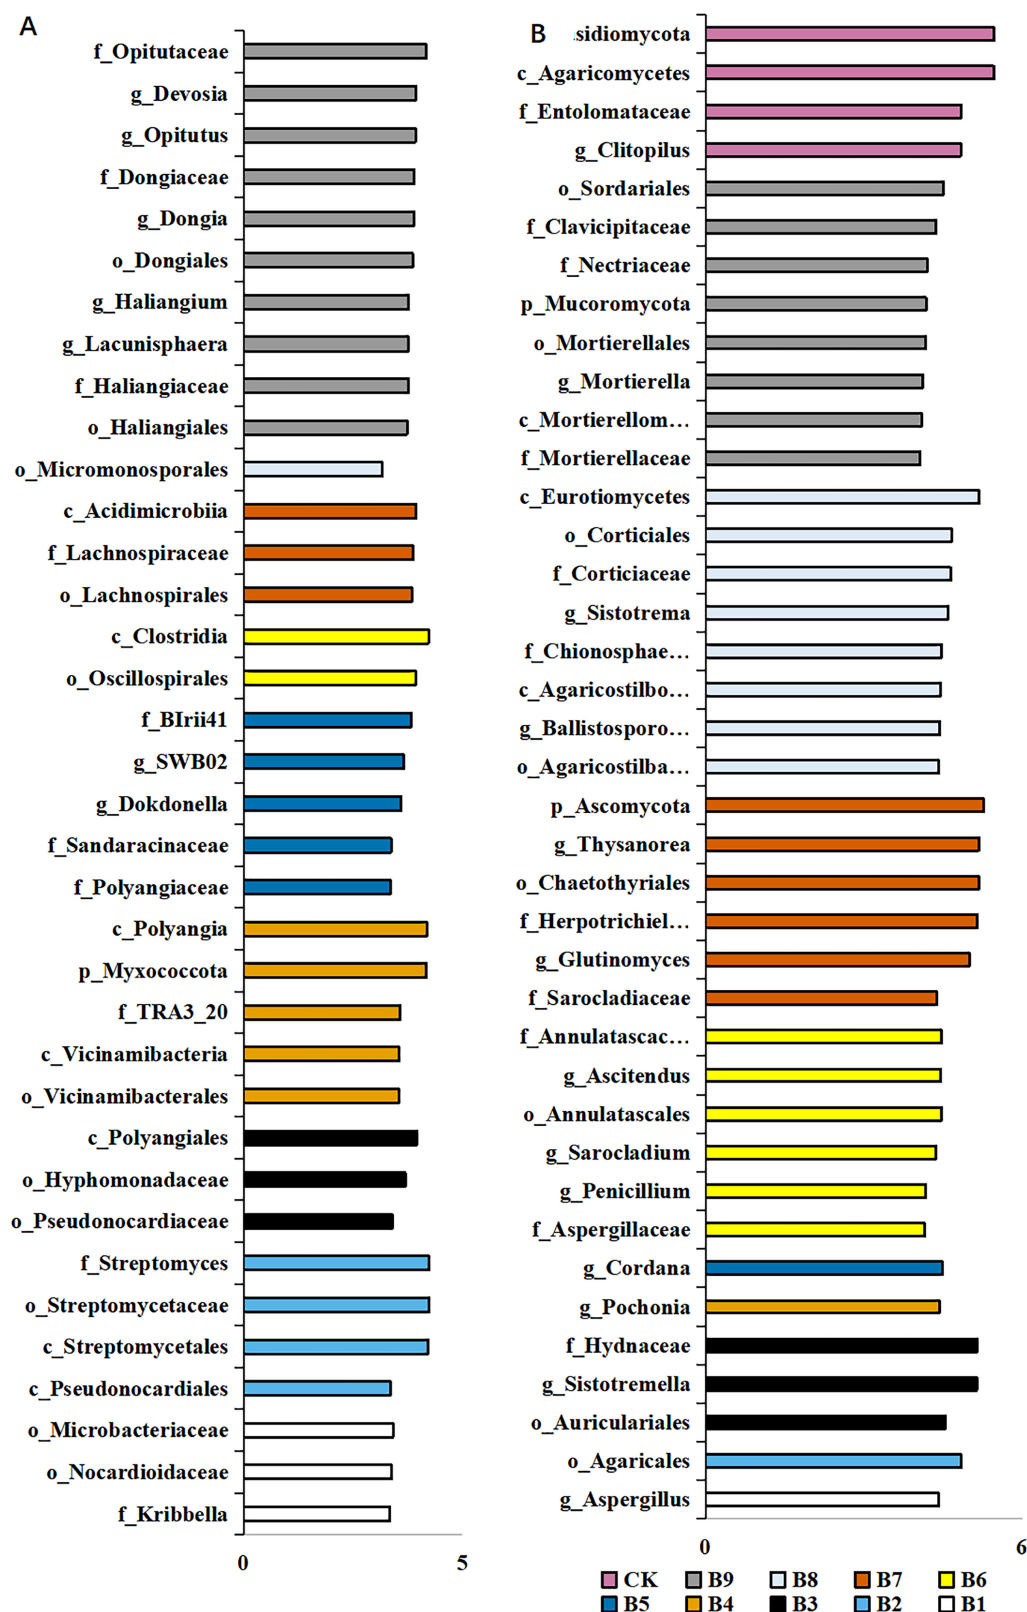 A
f_Opitutaceae
g_Devosia
g_Opitutus
f_Dongiaceae
g_Dongia
o_Dongiales
g_Haliangium
g_Lacunisphaera
f_Haliangiaceae
o_Haliangiales
o_Micromonosporales
c_Acidimicrobiia
f_Lachnospiraceae
o_Lachnospirales
c_Clostridia
o_Oscillospirales
f_BIrii41
g_SWB02
g_Dokdonella
f_Sandaracinaceae
f_Polyangiaceae
c_Polyangia
p_Myxococcota
f_TRA3_20
c_Vicinamibacteria
o_Vicinamibacterales
c_Polyangiales
o_Hyphomonadaceae
o_Pseudonocardiaceae
f_Streptomyces
o_Streptomycetaceae
c_Streptomycetales
c_Pseudonocardiales
o_Microbacteriaceae
o_Nocardioidaceae
f_Kribbella
0 5
B
sidiomycota
c_Agaricomycetes
f_Entolomataceae
g_Clitopilus
o_Sordariales
f_Clavicipitaceae
f_Nectriaceae
p_Mucoromycota
o_Mortierellales
g_Mortierella
c_Mortierellom…
f_Mortierellaceae
c_Eurotiomycetes
o_Corticiales
f_Corticiaceae
g_Sistotrema
f_Chionosphae…
c_Agaricostilbo…
g_Ballistosporo…
o_Agaricostilba…
p_Ascomycota
g_Thysanorea
o_Chaetothyriales
f_Herpotrichiel…
g_Glutinomyces
f_Sarocladiaceae
f_Annulatascac…
g_Ascitendus
o_Annulatascales
g_Sarocladium
g_Penicillium
f_Aspergillaceae
g_Cordana
g_Pochonia
f_Hydnaceae
g_Sistotremella
o_Auriculariales
o_Agaricales
g_Aspergillus
0 6
CK B9 B8 B7 B6
B5 B4 B3 B2 B1